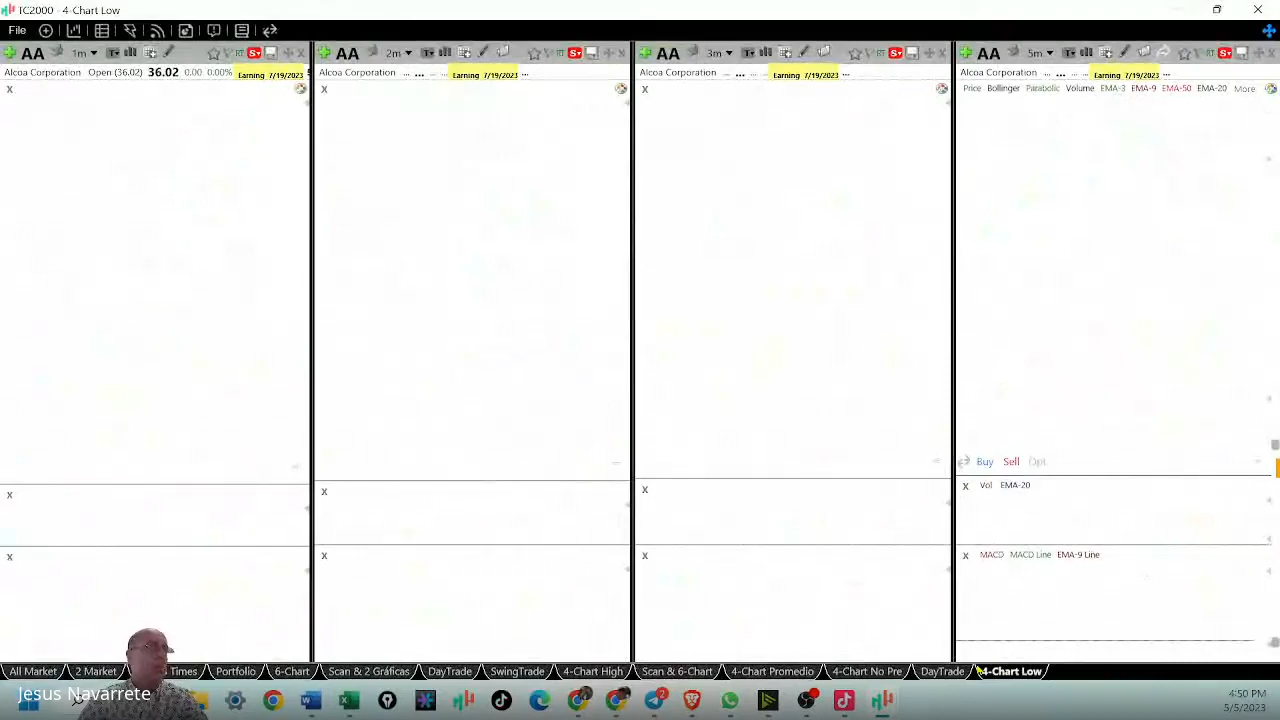 TC2000 - 4-Chart Low
File
AA 1m
AA 2m
AA 3m
AA 5m
Alcoa Corporation Open (36.02) 36.02 0.00 0.00% Earning 7/19/2023
Alcoa Corporation ... ... Earning 7/19/2023 ...
Alcoa Corporation ... ... Earning 7/19/2023 ...
Alcoa Corporation ... ... Earning 7/19/2023 ...
X
X
X
Price Bollinger Parabolic Volume EMA-3 EMA-9 EMA-50 EMA-20 More
Buy Sell Opt
X
X
X
X Vol EMA-20
X
X
X
X MACD MACD Line EMA-9 Line
All Market 2 Market Times Portfolio 6-Chart Scan & 2 Gráficas DayTrade SwingTrade 4-Chart High Scan & 6-Chart 4-Chart Promedio 4-Chart No Pre DayTrade 4-Chart Low
Jesus Navarrete
2
4:50 PM
5/5/2023